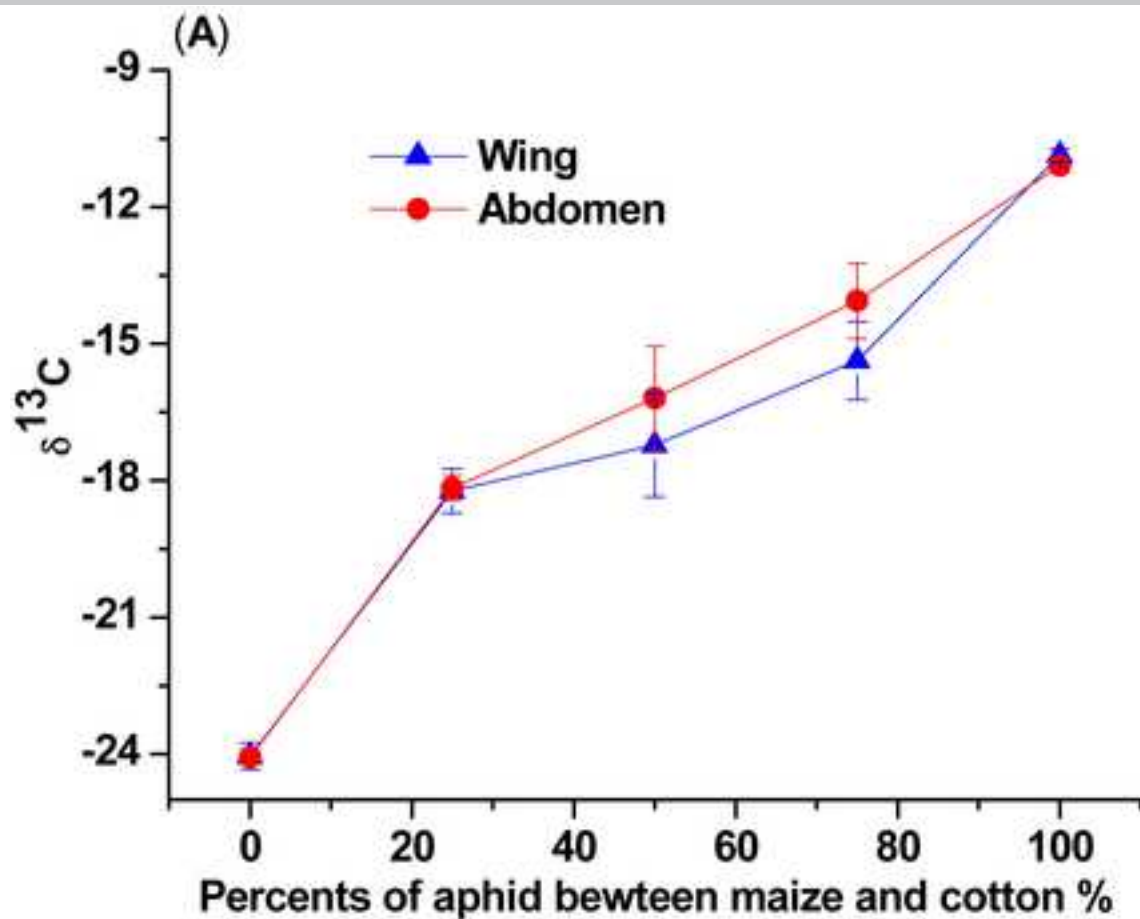 (A)
-9
Wing
-12
Abdomen
-15
δ13C
-18
-21
-24
0 20 40 60 80 100
Percents of aphid bewteen maize and cotton %